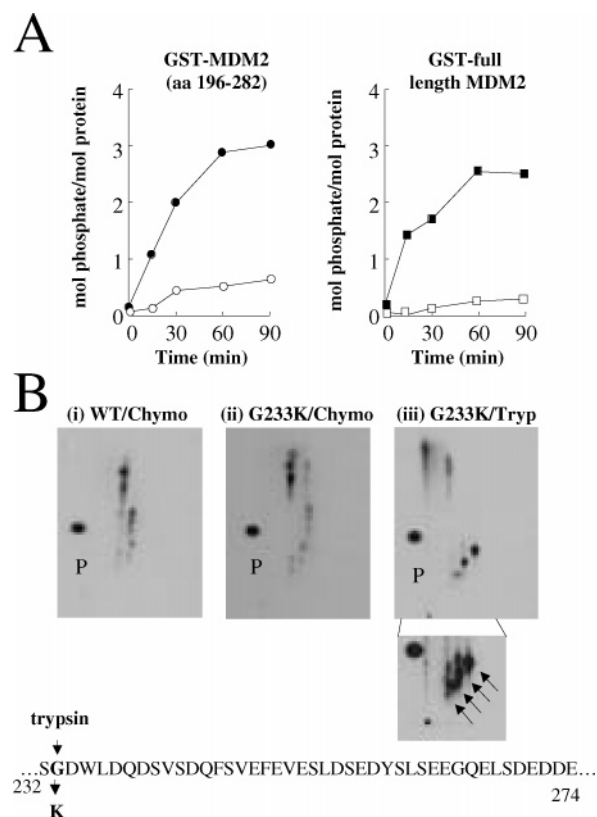 A
GST-MDM2
(aa 196-282)
GST-full
length MDM2
mol phosphate/mol protein
4
3
2
1
0
0 30 60 90
Time (min)
mol phosphate/mol protein
4
3
2
1
0
0 30 60 90
Time (min)
B
(i) WT/Chymo
(ii) G233K/Chymo
(iii) G233K/Tryp
P
P
P
trypsin
...SGDWLDQDSVSDQFSVEFEVESLDSEDYSLSEEGQELSDEDDE...
232
274
K